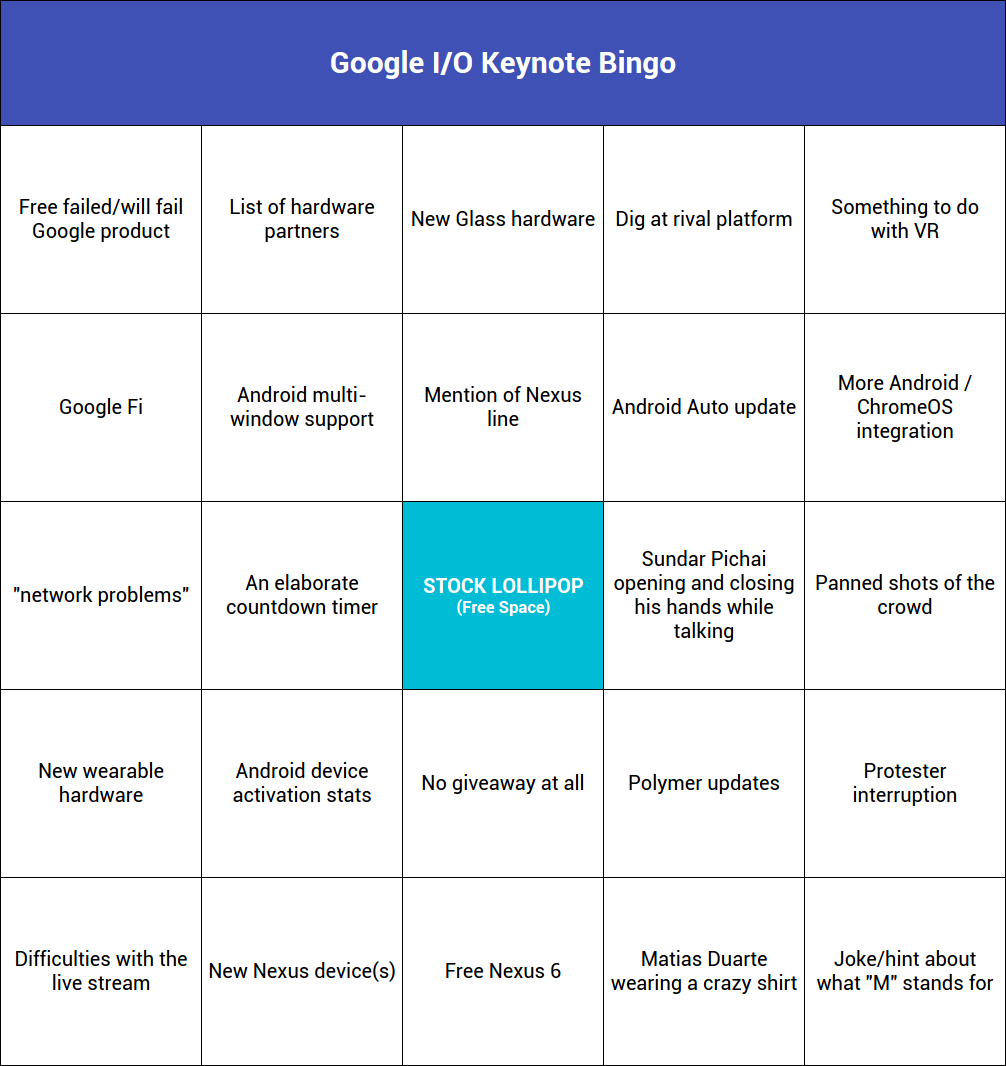 Google I/O Keynote Bingo
Free failed/will fail
Google product
List of hardware
partners
New Glass hardware
Dig at rival platform
Something to do
with VR
Google Fi
Android multi-
window support
Mention of Nexus
line
Android Auto update
More Android /
ChromeOS
integration
"network problems"
An elaborate
countdown timer
STOCK LOLLIPOP
(Free Space)
Sundar Pichai
opening and closing
his hands while
talking
Panned shots of the
crowd
New wearable
hardware
Android device
activation stats
No giveaway at all
Polymer updates
Protester
interruption
Difficulties with the
live stream
New Nexus device(s)
Free Nexus 6
Matias Duarte
wearing a crazy shirt
Joke/hint about
what "M" stands for